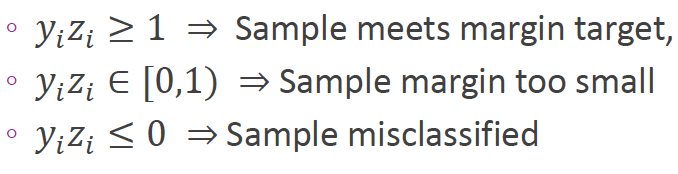 ◦ yᵢzᵢ ≥ 1 ⇒ Sample meets margin target,
◦ yᵢzᵢ ∈ [0,1) ⇒ Sample margin too small
◦ yᵢzᵢ ≤ 0 ⇒ Sample misclassified